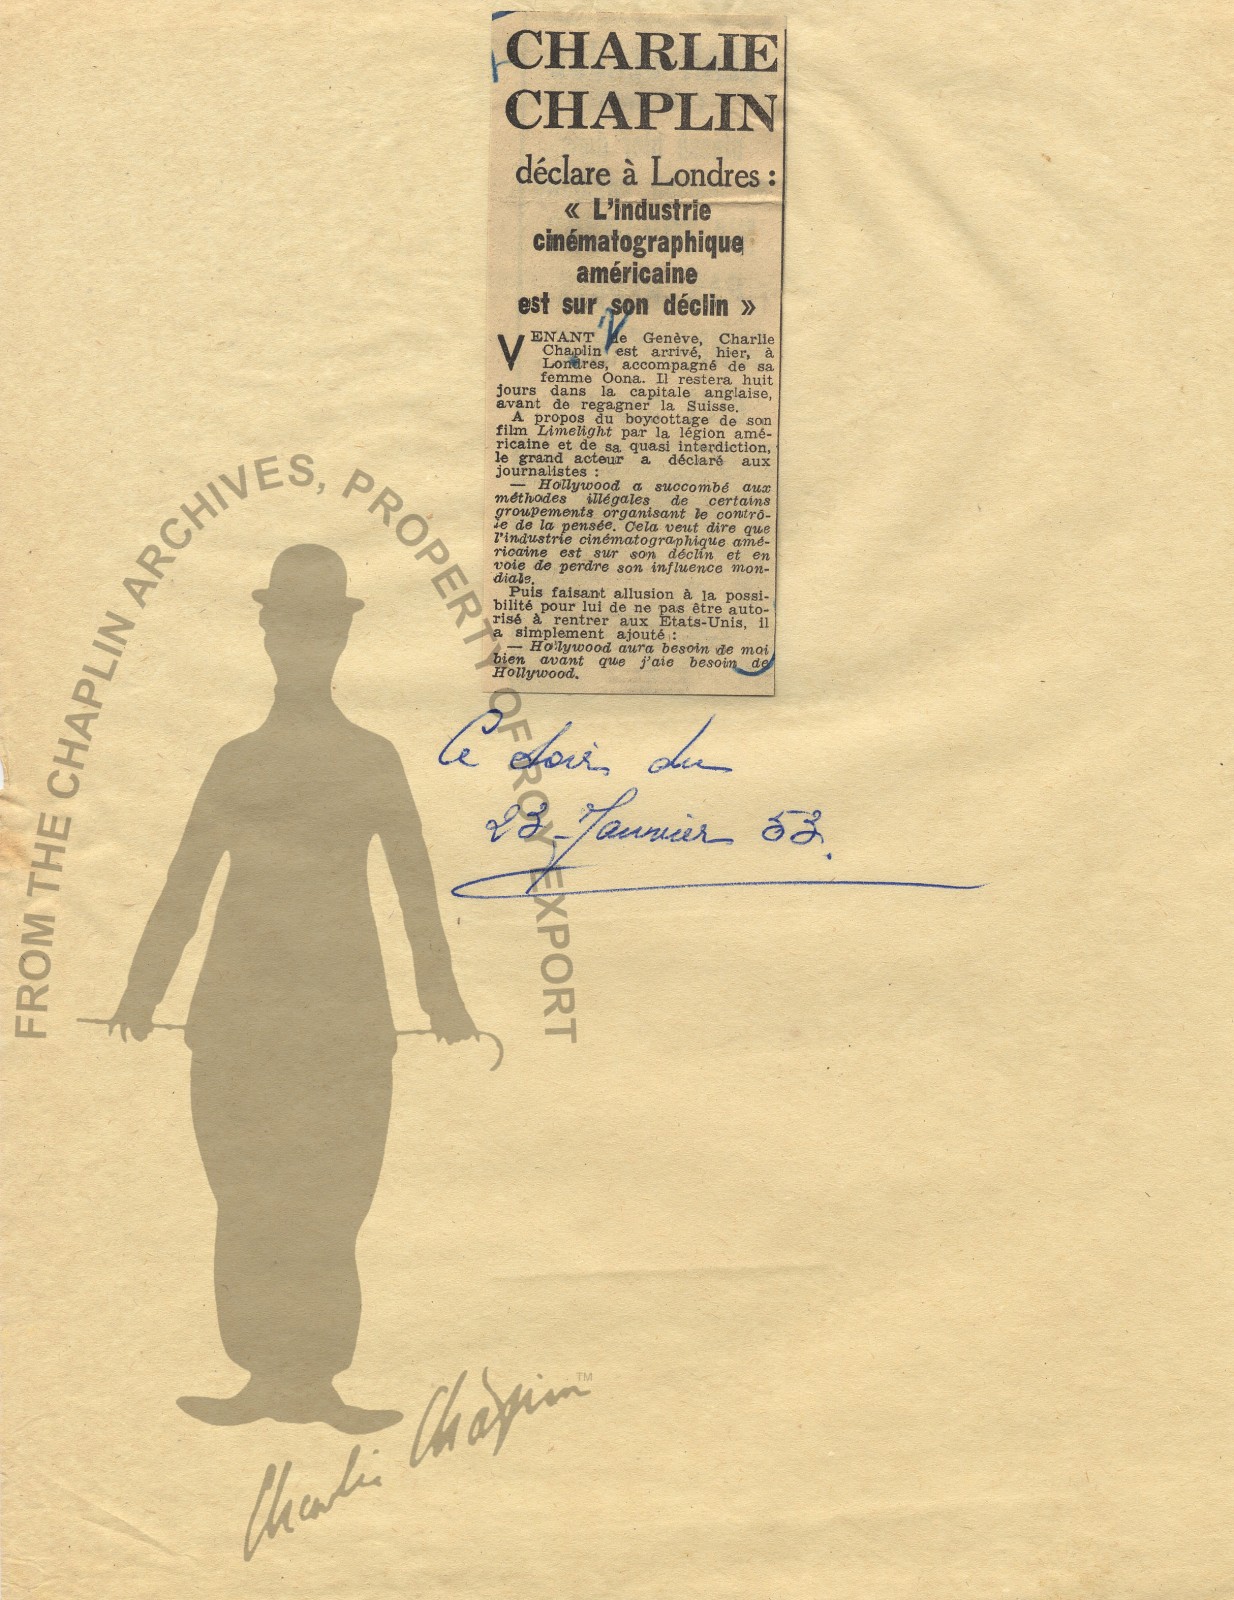 CHARLIE
CHAPLIN
déclare à Londres :
« L'industrie
cinématographique
américaine
est sur son déclin »
VENANT de Genève, Charlie
Chaplin est arrivé, hier, à
Londres, accompagné de sa
femme Oona. Il restera huit
jours dans la capitale anglaise,
avant de regagner la Suisse.
A propos du boycottage de son
film Limelight par la légion amé-
ricaine et de sa quasi interdiction,
le grand acteur a déclaré aux
journalistes :
— Hollywood a succombé aux
méthodes illégales de certains
groupements organisant le contrô-
le de la pensée. Cela veut dire que
l'industrie cinématographique amé-
ricaine est sur son déclin et en
voie de perdre son influence mon-
diale.
Puis faisant allusion à la possi-
bilité pour lui de ne pas être auto-
risé à rentrer aux Etats-Unis, il
a simplement ajouté :
— Hollywood aura besoin de moi
bien avant que j'aie besoin de
Hollywood.
Ce soir du
23 Janvier 53.
FROM THE CHAPLIN ARCHIVES, PROPERTY OF ROY EXPORT
Charlie Chaplin
TM